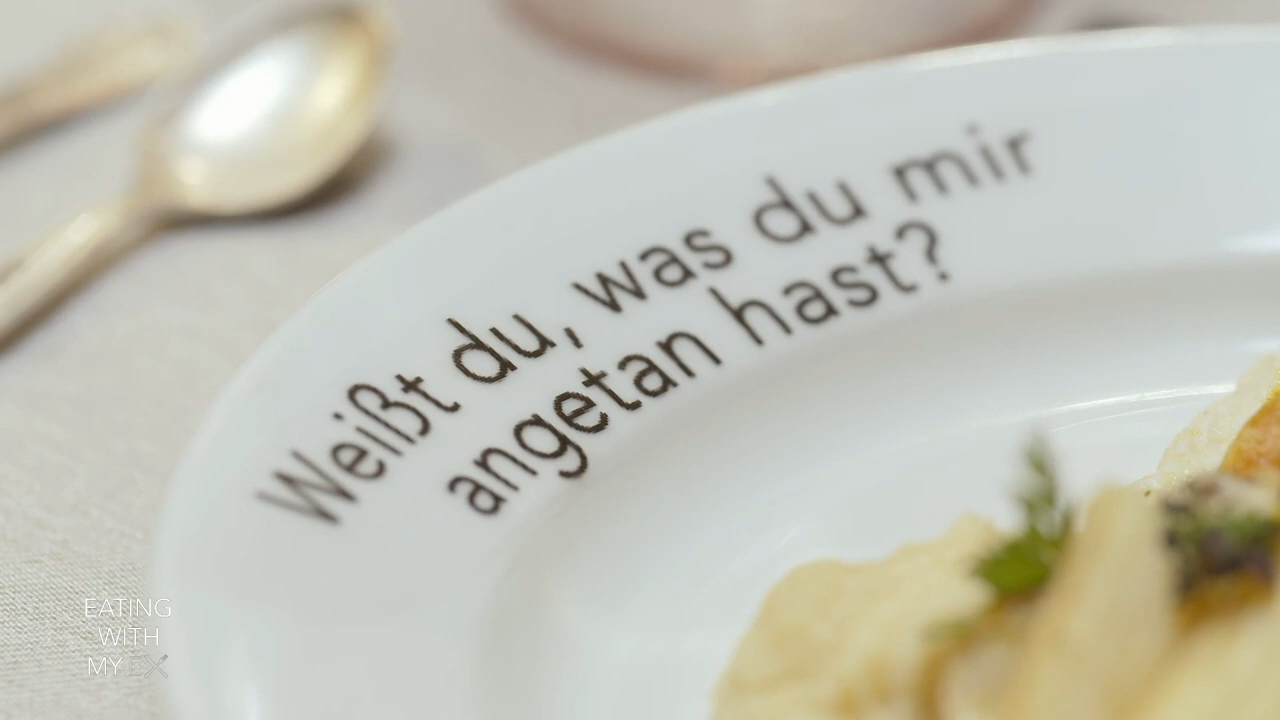 Weißt du, was du mir
angetan hast?
EATING
WITH
MY EX